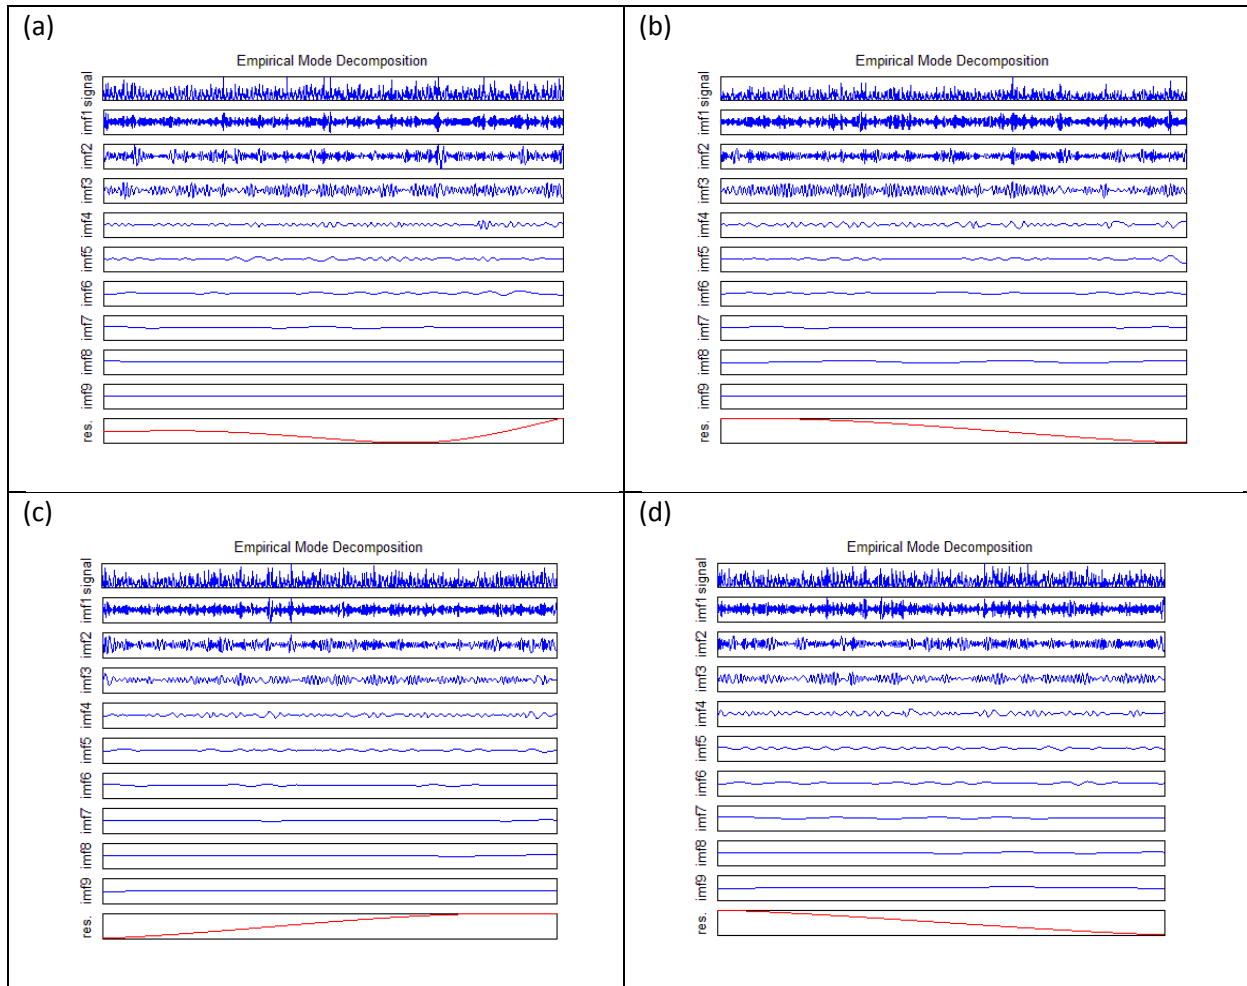 (a)
Empirical Mode Decomposition
signal
imf1
imf2
imf3
imf4
imf5
imf6
imf7
imf8
imf9
res.
(b)
Empirical Mode Decomposition
signal
imf1
imf2
imf3
imf4
imf5
imf6
imf7
imf8
imf9
res.
(c)
Empirical Mode Decomposition
signal
imf1
imf2
imf3
imf4
imf5
imf6
imf7
imf8
imf9
res.
(d)
Empirical Mode Decomposition
signal
imf1
imf2
imf3
imf4
imf5
imf6
imf7
imf8
imf9
res.